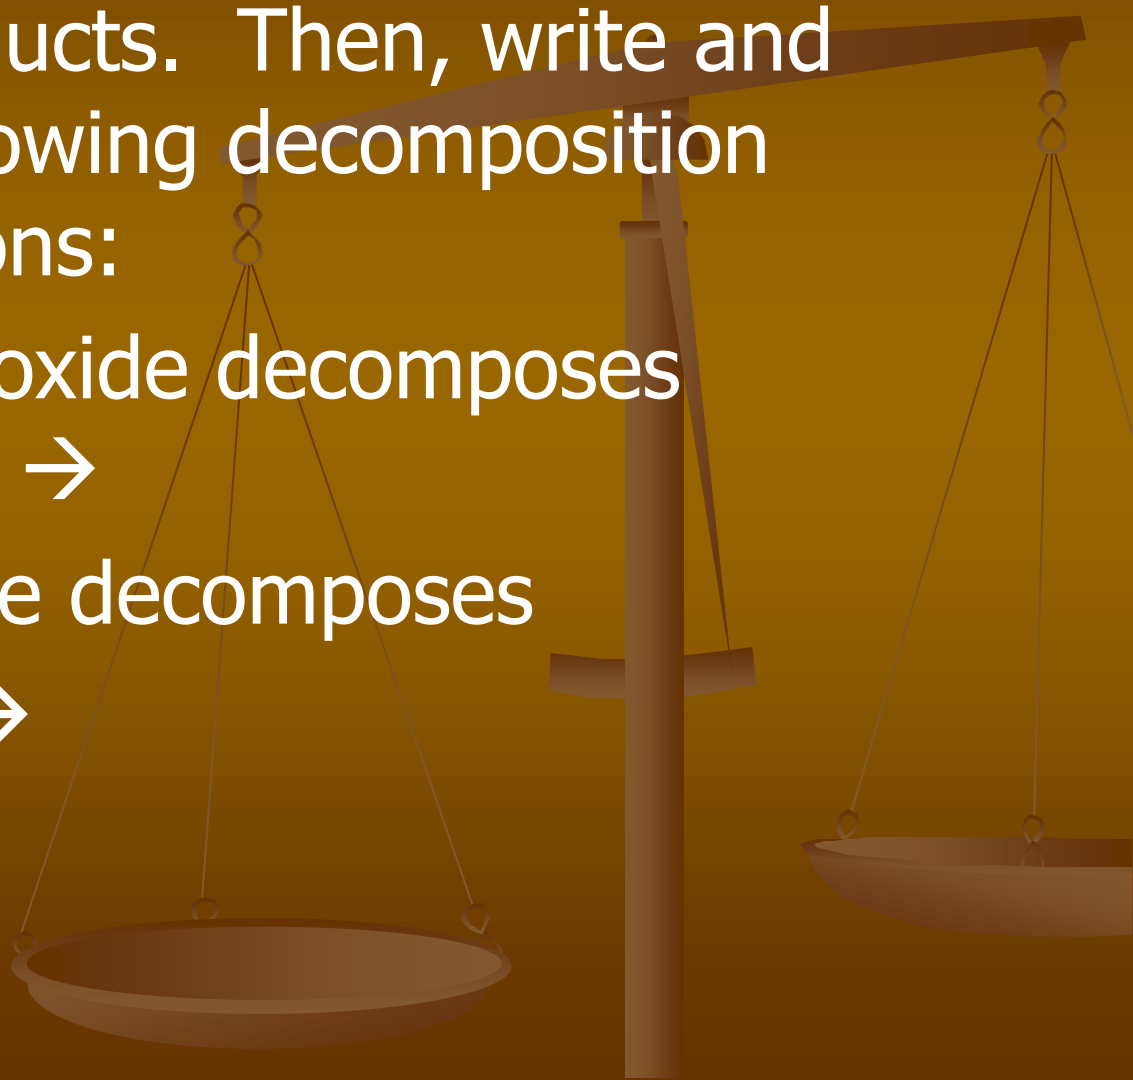 ucts. Then, write and
owing decomposition
ons:
oxide decomposes
→
e decomposes
→